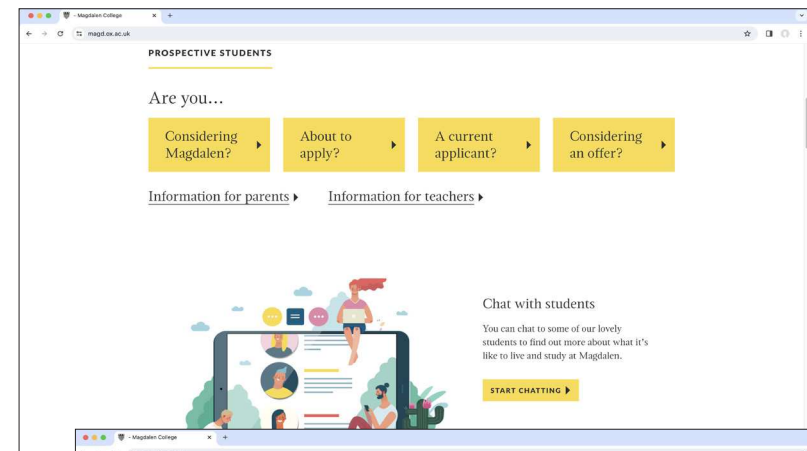 - Magdalen College
magd.ox.ac.uk
PROSPECTIVE STUDENTS
Are you...
Considering Magdalen?
About to apply?
A current applicant?
Considering an offer?
Information for parents
Information for teachers
Chat with students
You can chat to some of our lovely
students to find out more about what it's
like to live and study at Magdalen.
START CHATTING
- Magdalen College